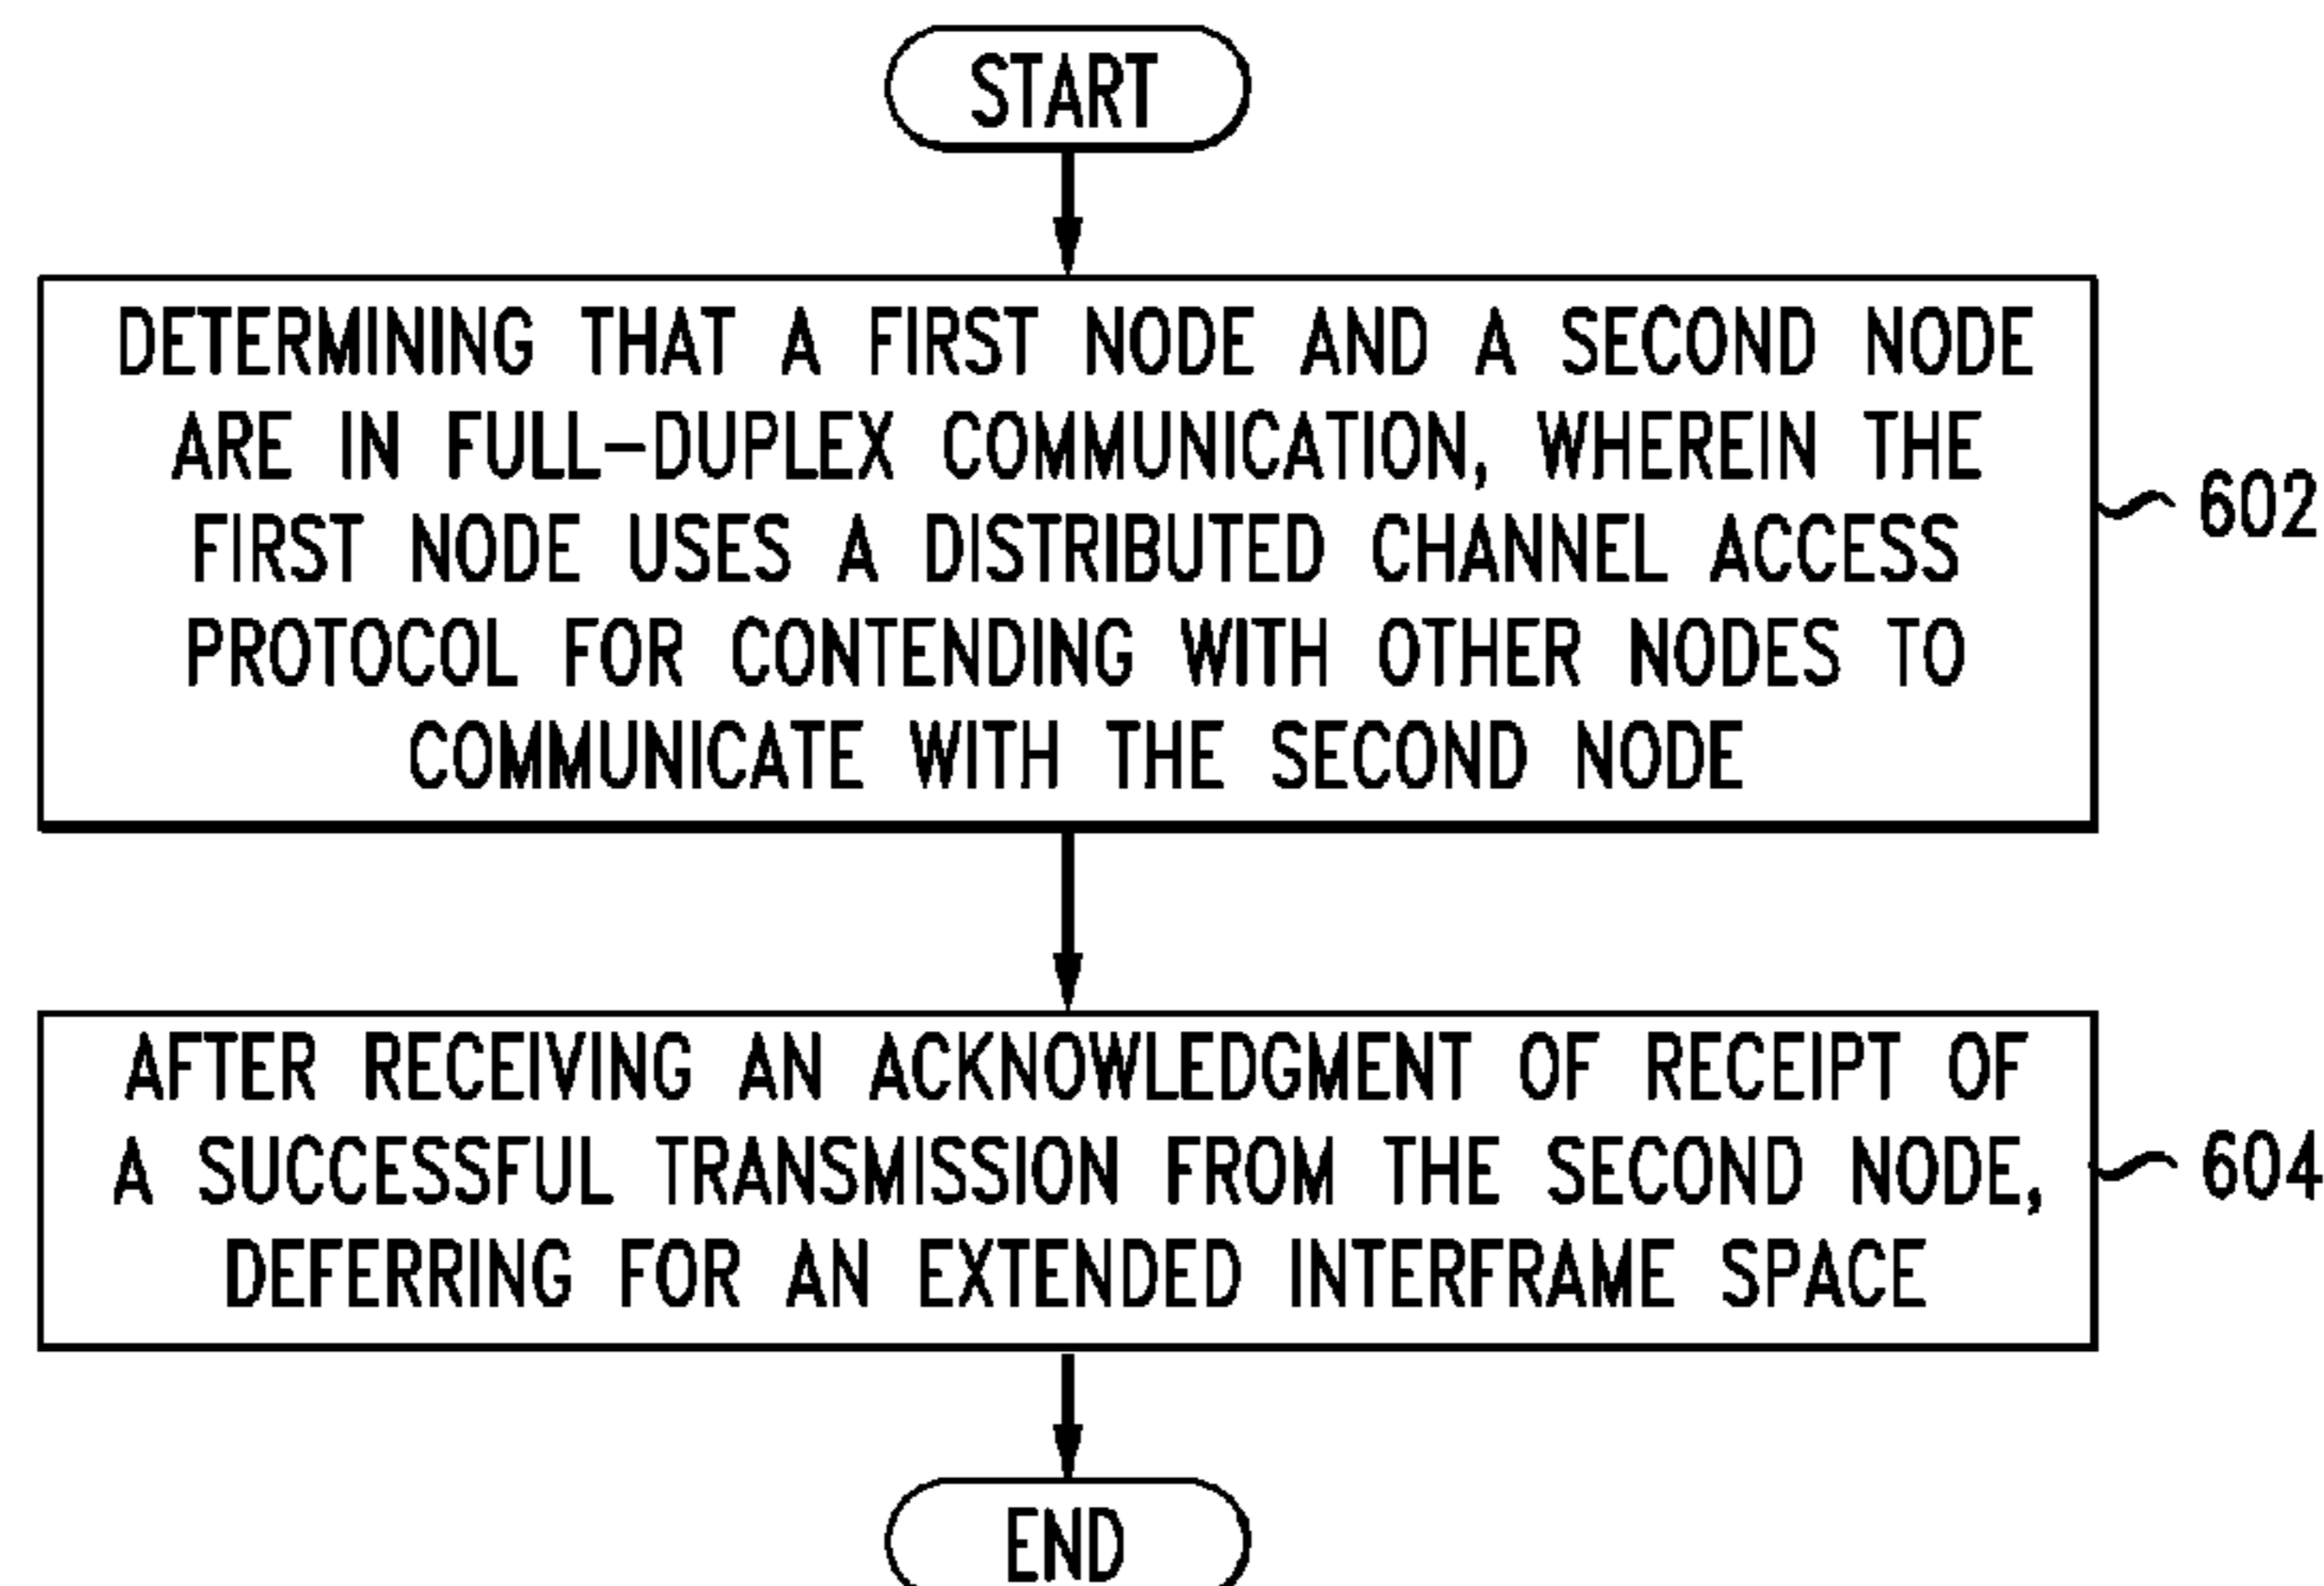 START
DETERMINING THAT A FIRST NODE AND A SECOND NODE
ARE IN FULL-DUPLEX COMMUNICATION, WHEREIN THE
FIRST NODE USES A DISTRIBUTED CHANNEL ACCESS
PROTOCOL FOR CONTENDING WITH OTHER NODES TO
COMMUNICATE WITH THE SECOND NODE
602
AFTER RECEIVING AN ACKNOWLEDGMENT OF RECEIPT OF
A SUCCESSFUL TRANSMISSION FROM THE SECOND NODE,
DEFERRING FOR AN EXTENDED INTERFRAME SPACE
604
END